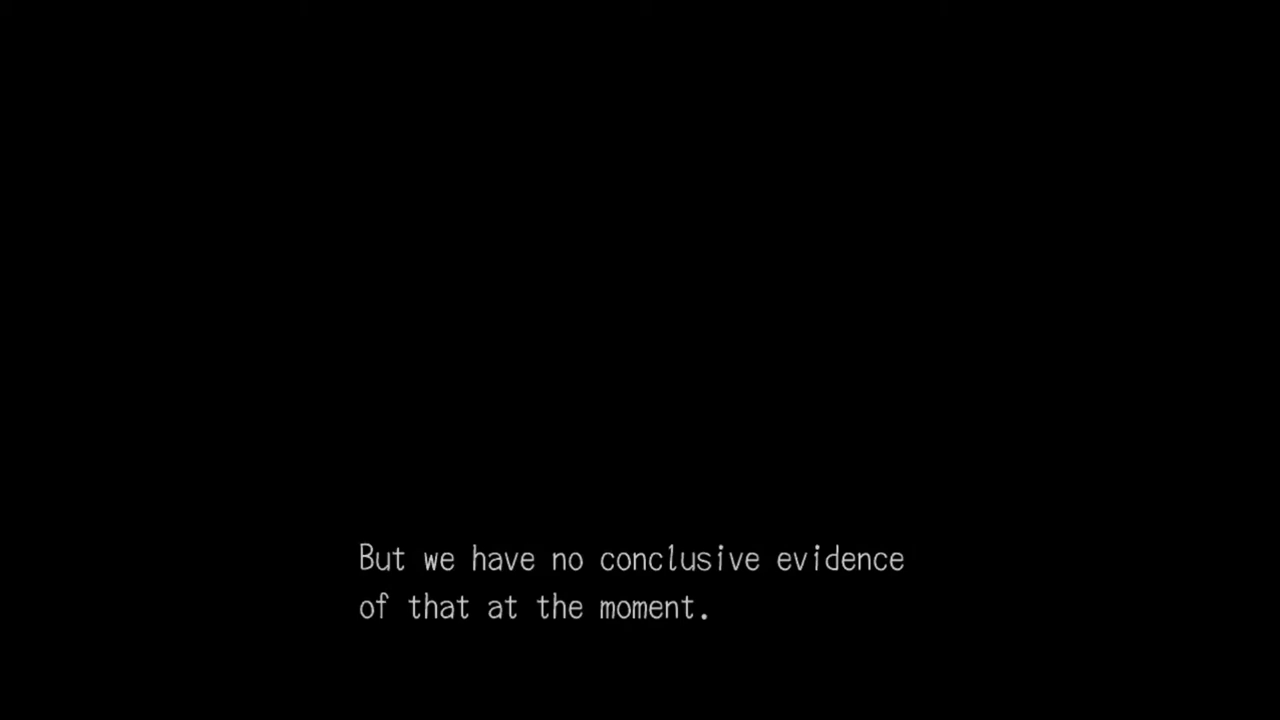 But we have no conclusive evidence
of that at the moment.